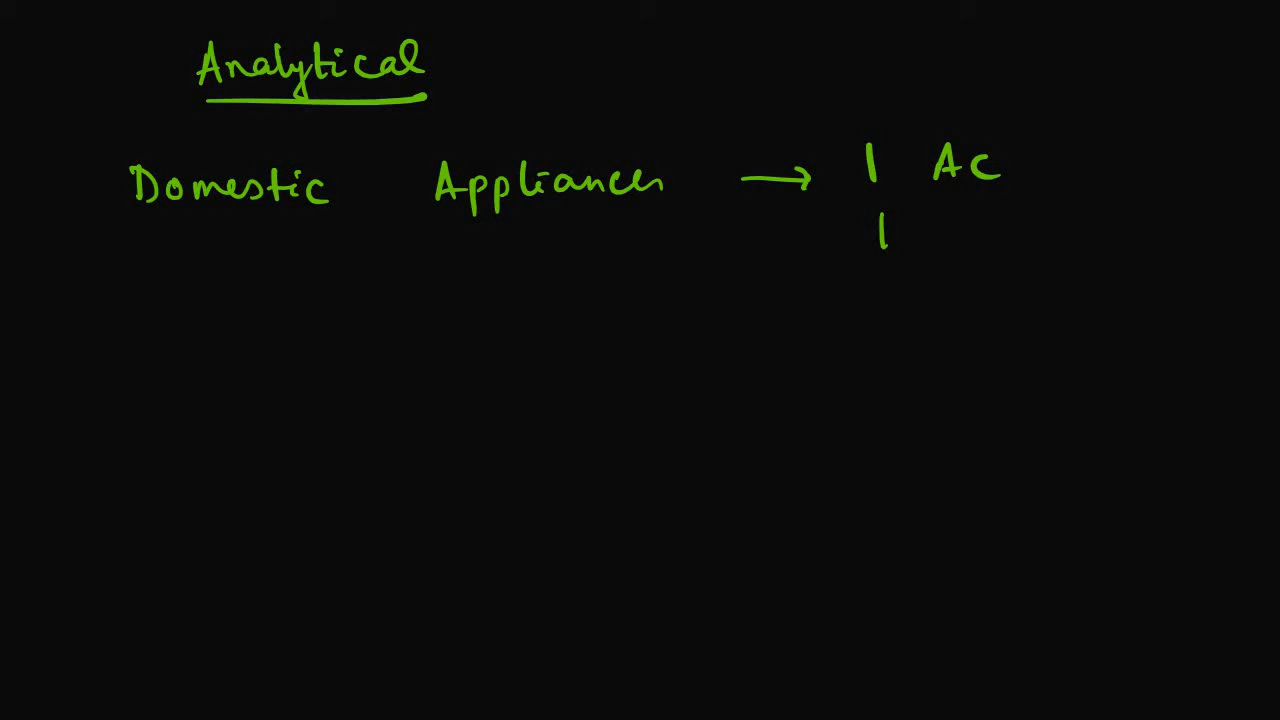 Analytical
Domestic Appliances → 1 Ac
1